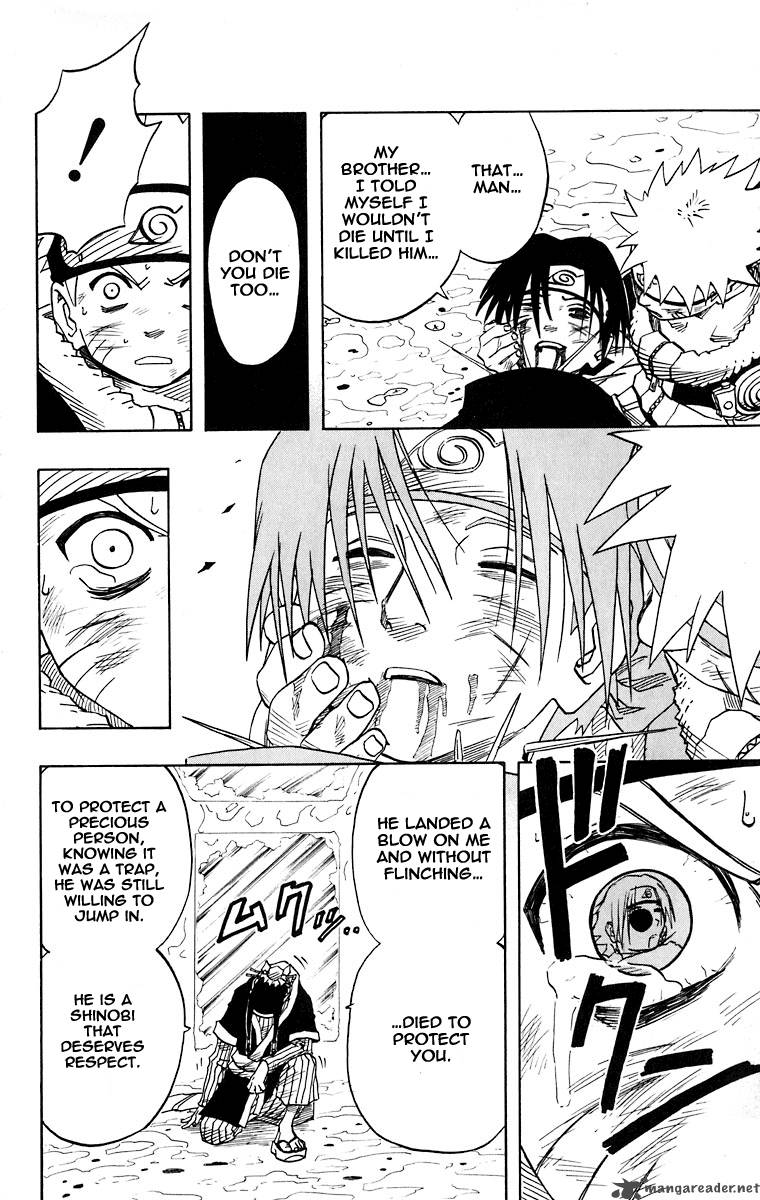 THAT...
MAN...
MY
BROTHER...
I TOLD
MYSELF I
WOULDN'T
DIE UNTIL I
KILLED HIM...
DON'T
YOU DIE
TOO...
!
ドクン
HE LANDED A
BLOW ON ME
AND WITHOUT
FLINCHING...
...DIED TO
PROTECT
YOU.
ムクッ...
TO PROTECT A
PRECIOUS
PERSON,
KNOWING IT
WAS A TRAP,
HE WAS STILL
WILLING TO
JUMP IN.
HE IS A
SHINOBI
THAT
DESERVES
RESPECT.
mangareader.net